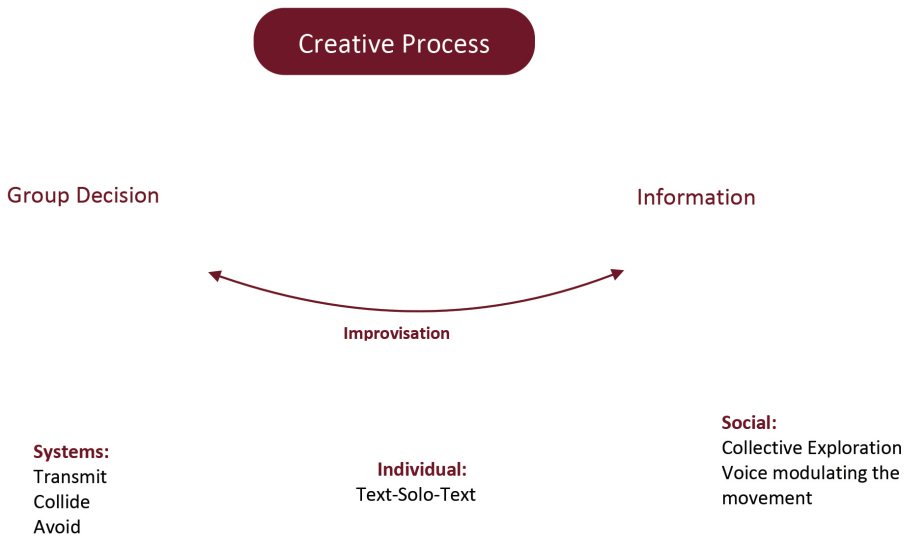 Creative Process
Group Decision
Information
Improvisation
Systems:
Transmit
Collide
Avoid
Individual:
Text-Solo-Text
Social:
Collective Exploration
Voice modulating the
movement